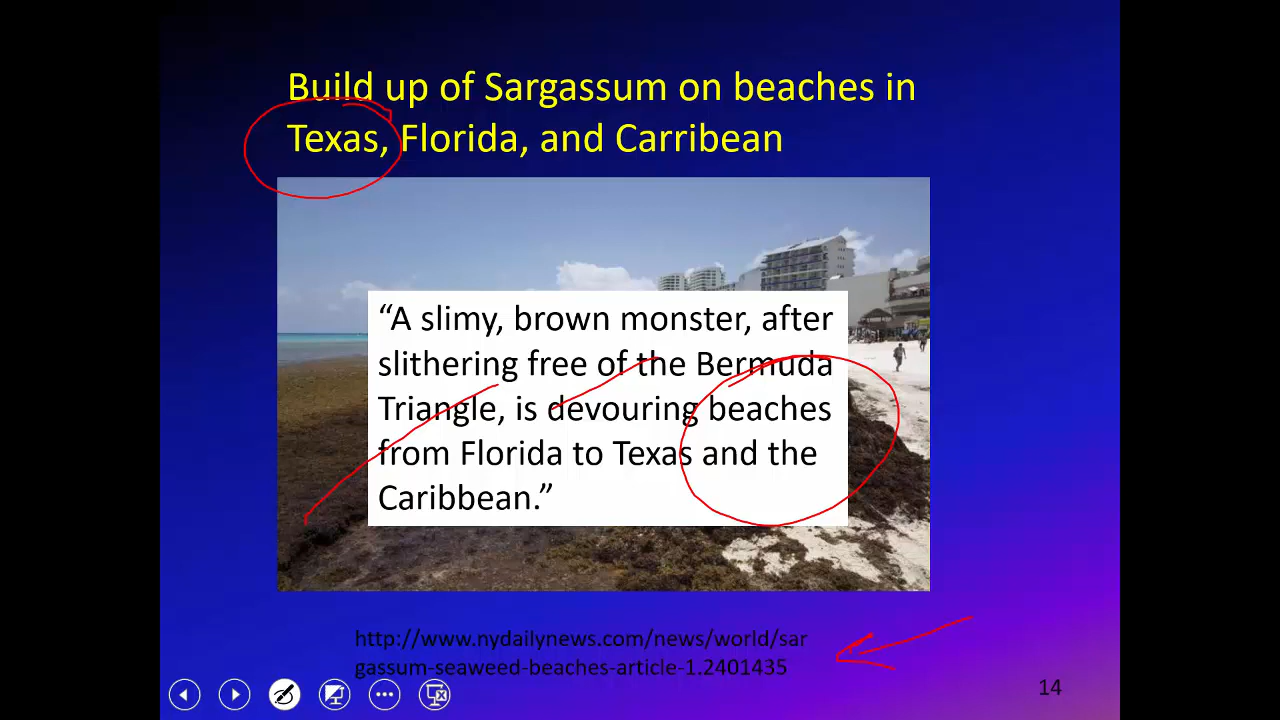 Build up of Sargassum on beaches in
Texas, Florida, and Carribean
“A slimy, brown monster, after
slithering free of the Bermuda
Triangle, is devouring beaches
from Florida to Texas and the
Caribbean.”
http://www.nydailynews.com/news/world/sar
gassum-seaweed-beaches-article-1.2401435
14